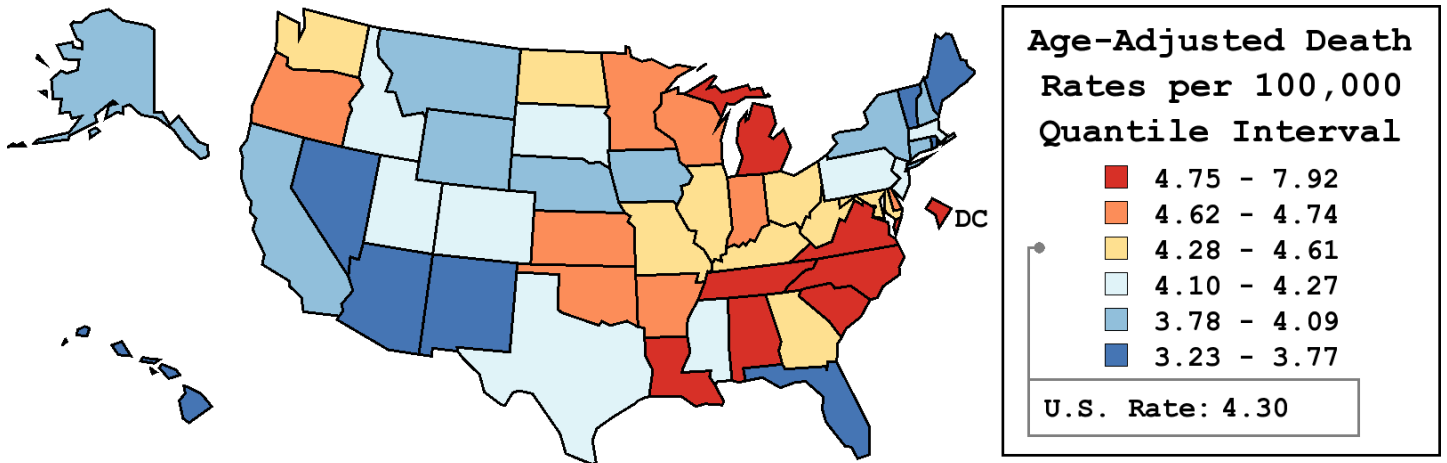 DC
Age-Adjusted Death
Rates per 100,000
Quantile Interval
4.75 - 7.92
4.62 - 4.74
4.28 - 4.61
4.10 - 4.27
3.78 - 4.09
3.23 - 3.77
U.S. Rate: 4.30